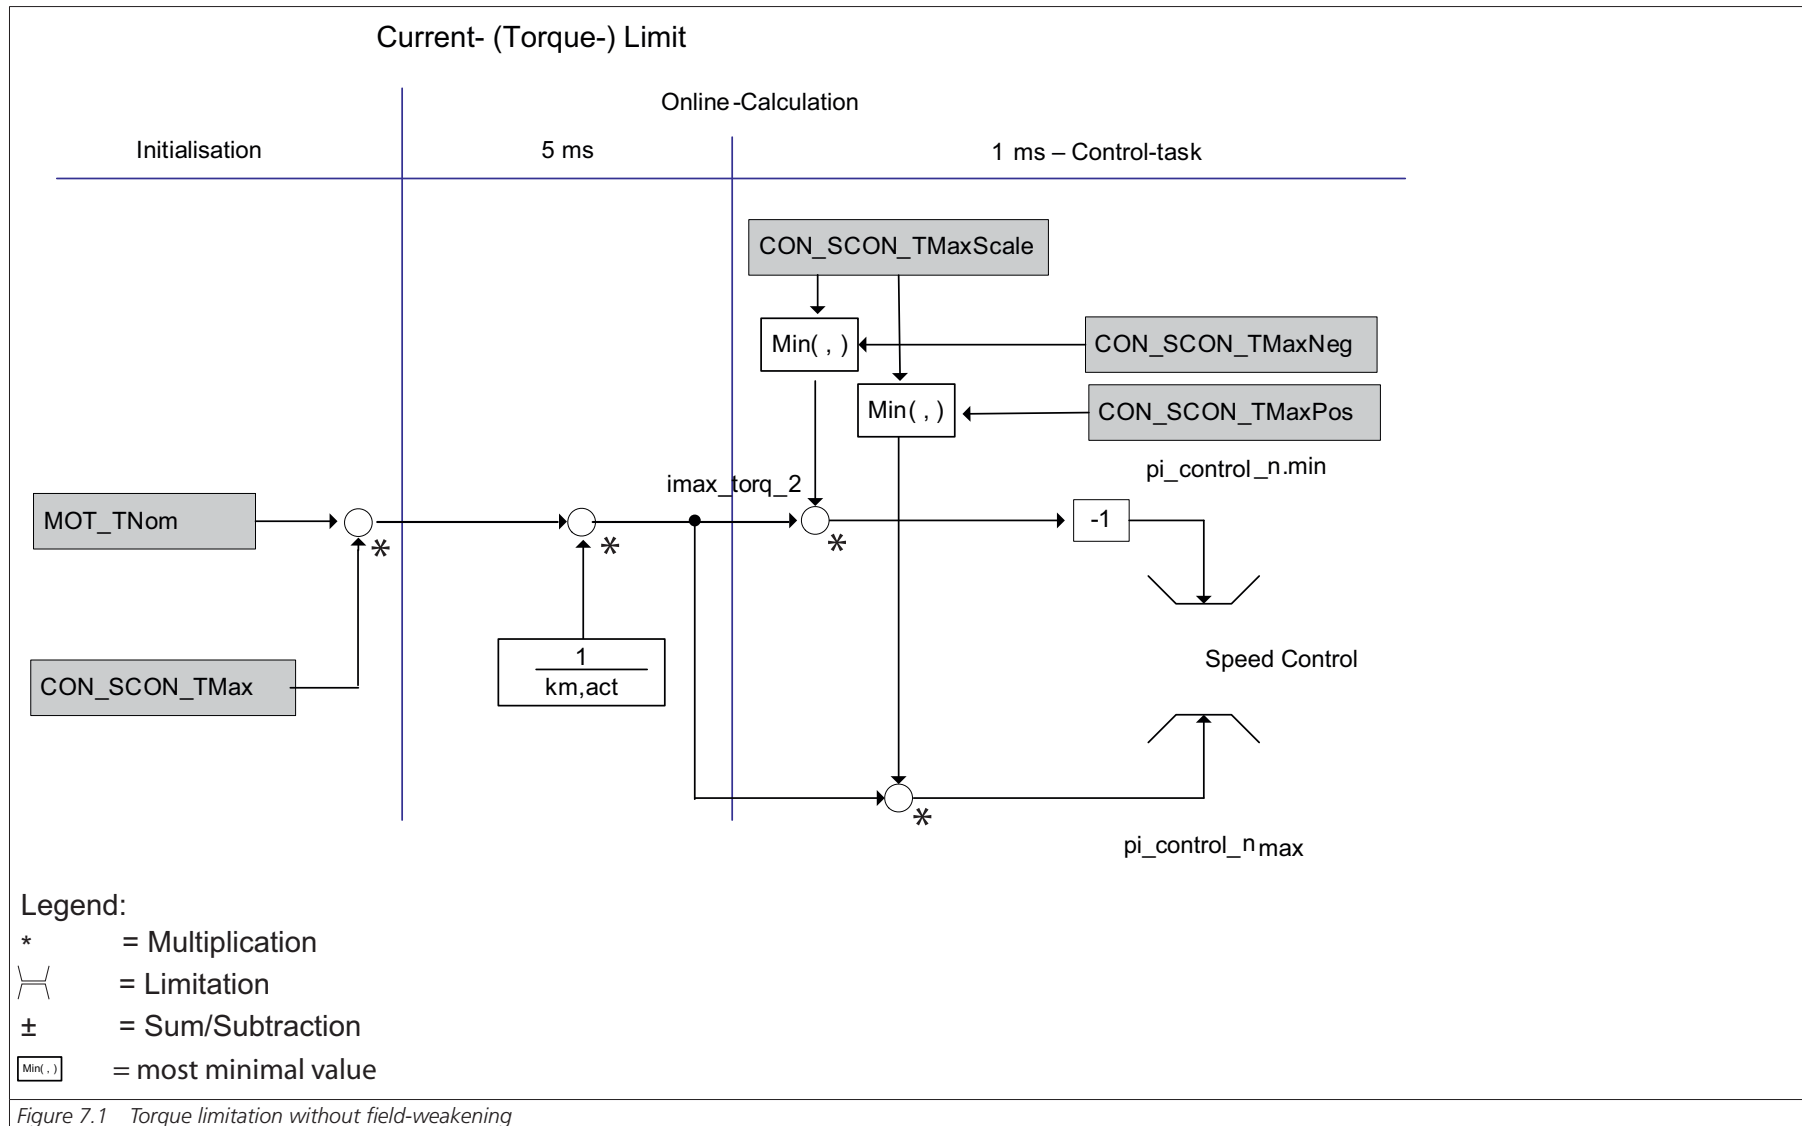 Current- (Torque-) Limit
Online-Calculation
Initialisation
5 ms
1 ms – Control-task
CON_SCON_TMaxScale
Min( , )
CON_SCON_TMaxNeg
Min( , )
CON_SCON_TMaxPos
pi_control_n.min
imax_torq_2
MOT_TNom
*
*
*
-1
1
km,act
CON_SCON_TMax
Speed Control
*
pi_control_n max
Legend:
* = Multiplication
= Limitation
± = Sum/Subtraction
Min( , ) = most minimal value
Figure 7.1 Torque limitation without field-weakening